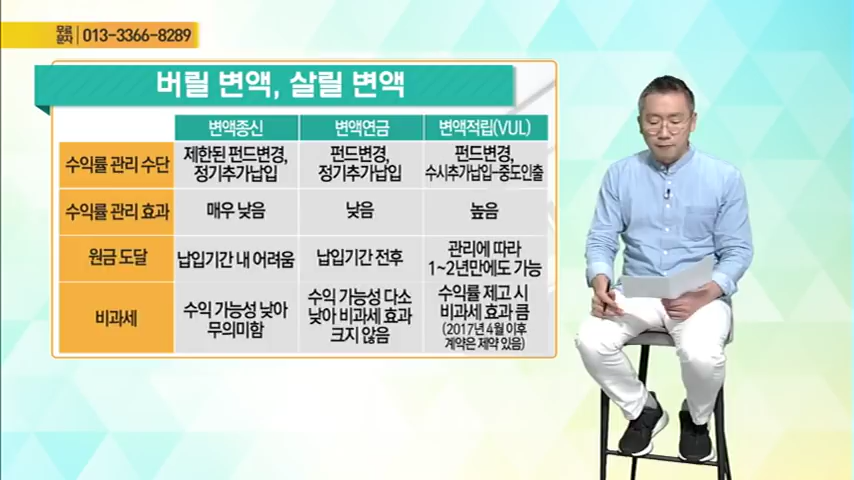 무료
문자
013-3366-8289
버릴 변액, 살릴 변액
변액종신 변액연금 변액적립(VUL)
수익률 관리 수단
제한된 펀드변경,
정기추가납입
펀드변경,
정기추가납입
펀드변경,
수시추가납입-중도인출
수익률 관리 효과 매우 낮음 낮음 높음
원금 도달 납입기간 내 어려움 납입기간 전후
관리에 따라
1~2년만에도 가능
비과세
수익 가능성 낮아
무의미함
수익 가능성 다소
낮아 비과세 효과
크지 않음
수익률 제고 시
비과세 효과 큼
(2017년 4월 이후
계약은 제약 있음)